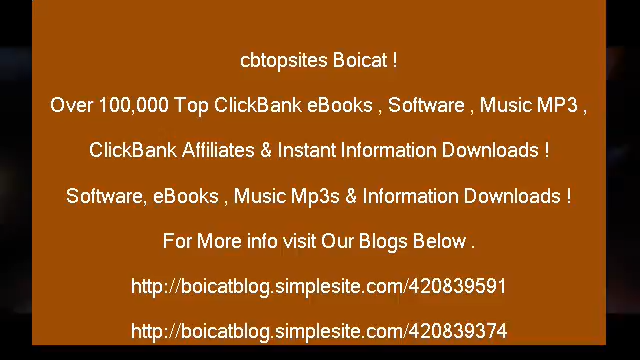 cbtopsites Boicat !
Over 100,000 Top ClickBank eBooks , Software , Music MP3 ,
ClickBank Affiliates & Instant Information Downloads !
Software, eBooks , Music Mp3s & Information Downloads !
For More info visit Our Blogs Below .
http://boicatblog.simplesite.com/420839591
http://boicatblog.simplesite.com/420839374